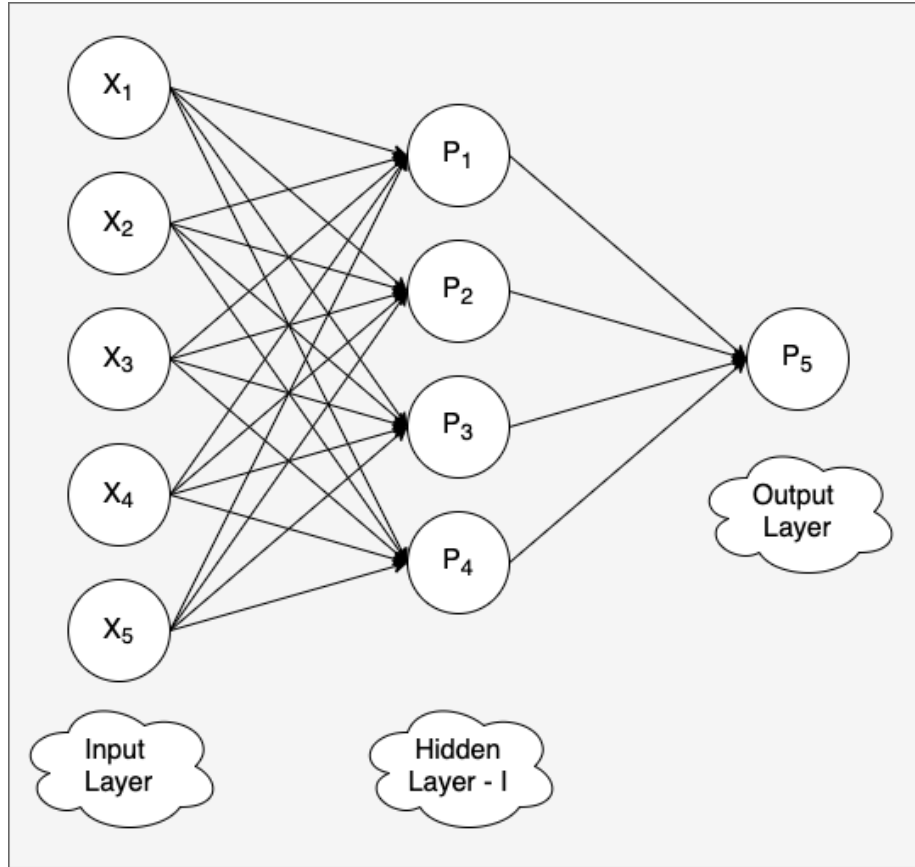 X₁
P₁
X₂
P₂
X₃
P₅
P₃
X₄
Output
Layer
P₄
X₅
Input
Layer
Hidden
Layer - I